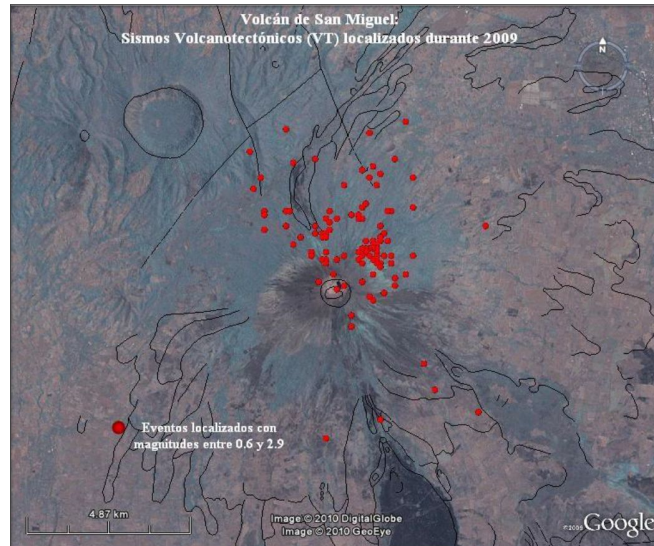 Volcán de San Miguel:
Sismos Volcanotectónicos (VT) localizados durante 2009
N
Eventos localizados con
magnitudes entre 0.6 y 2.9
4.87 km
Image © 2010 DigitalGlobe
Image © 2010 GeoEye
©2009 Google